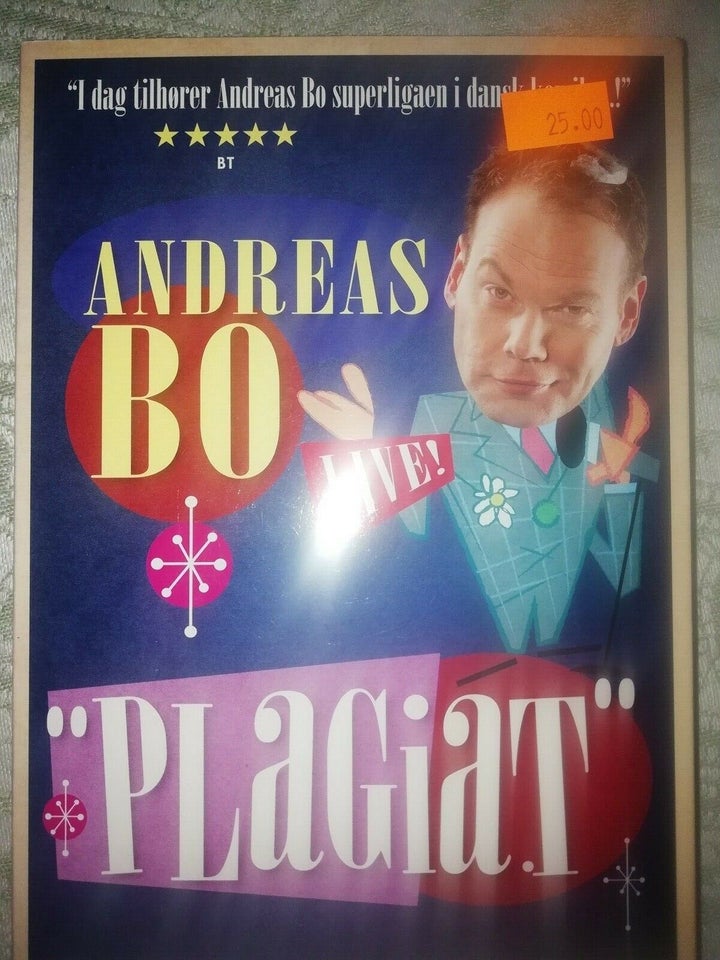 “I dag tilhører Andreas Bo superligaen i dansk
.!”
25.00
BT
ANDREAS
BO
LIVE!
"PLAGiAT"